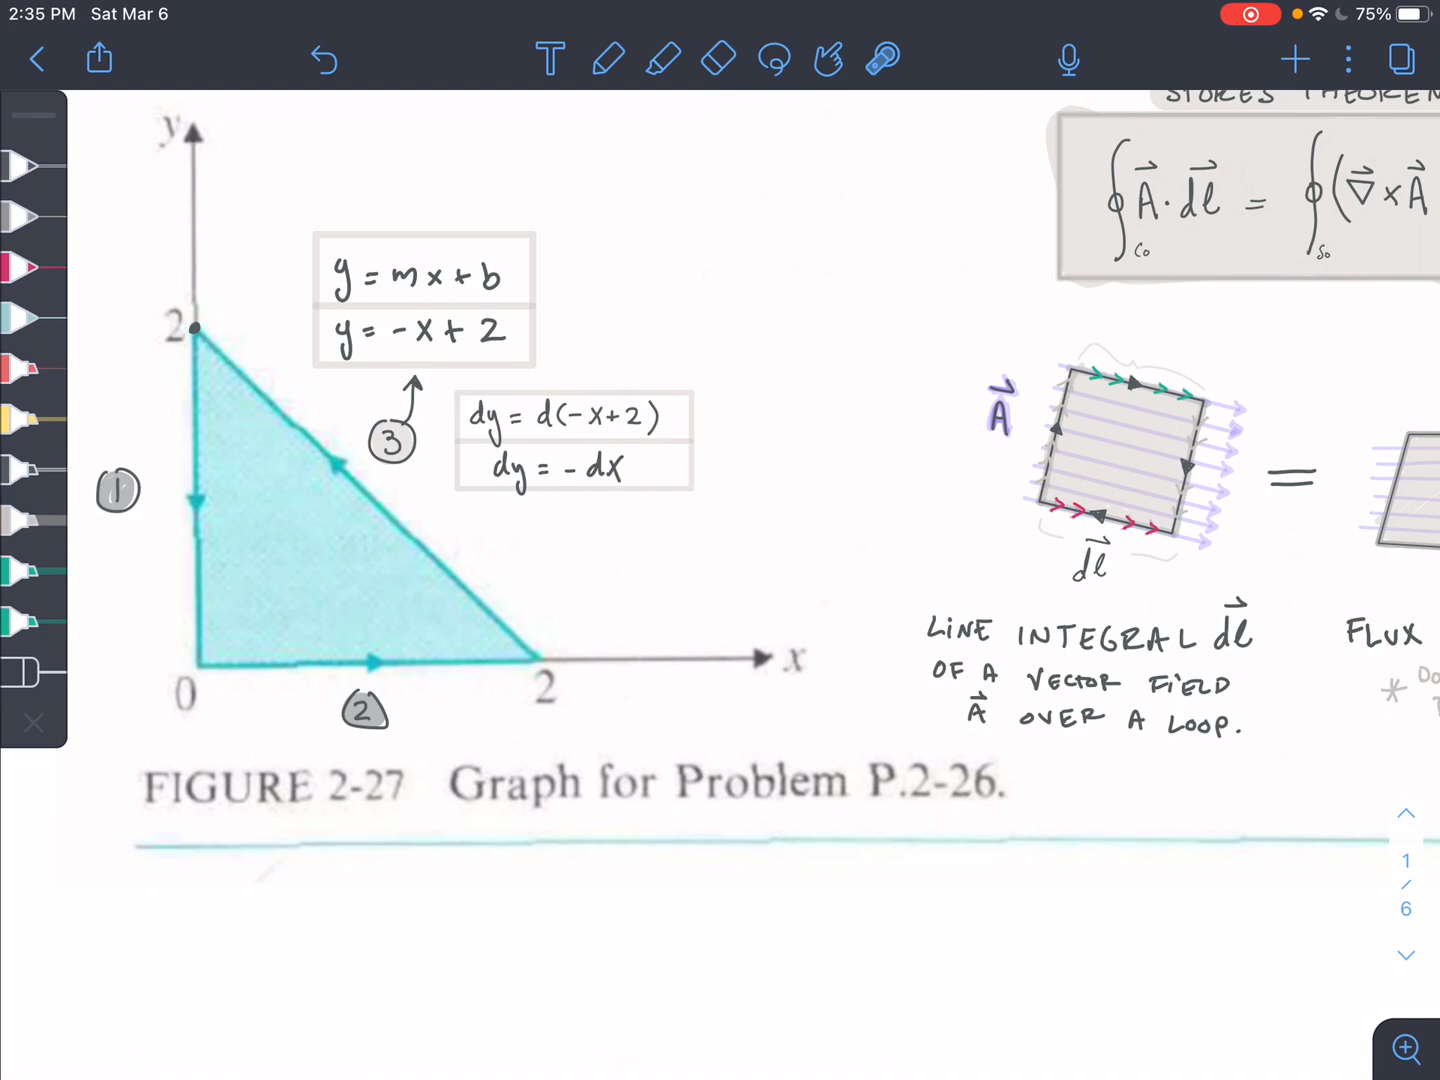 2:35 PM Sat Mar 6
75%
T
STOKES THEOREM
y
∮ A⃗ · dl⃗ = ∮ (∇⃗ × A⃗
Co
So
y = mx + b
y = -x + 2
2
3
dy = d(-x+2)
dy = - dx
A⃗
=
1
dl⃗
x
0
2
2
LINE INTEGRAL dl⃗
OF A VECTOR FIELD
A⃗ OVER A LOOP.
FLUX
*
FIGURE 2-27 Graph for Problem P.2-26.
1
/
6